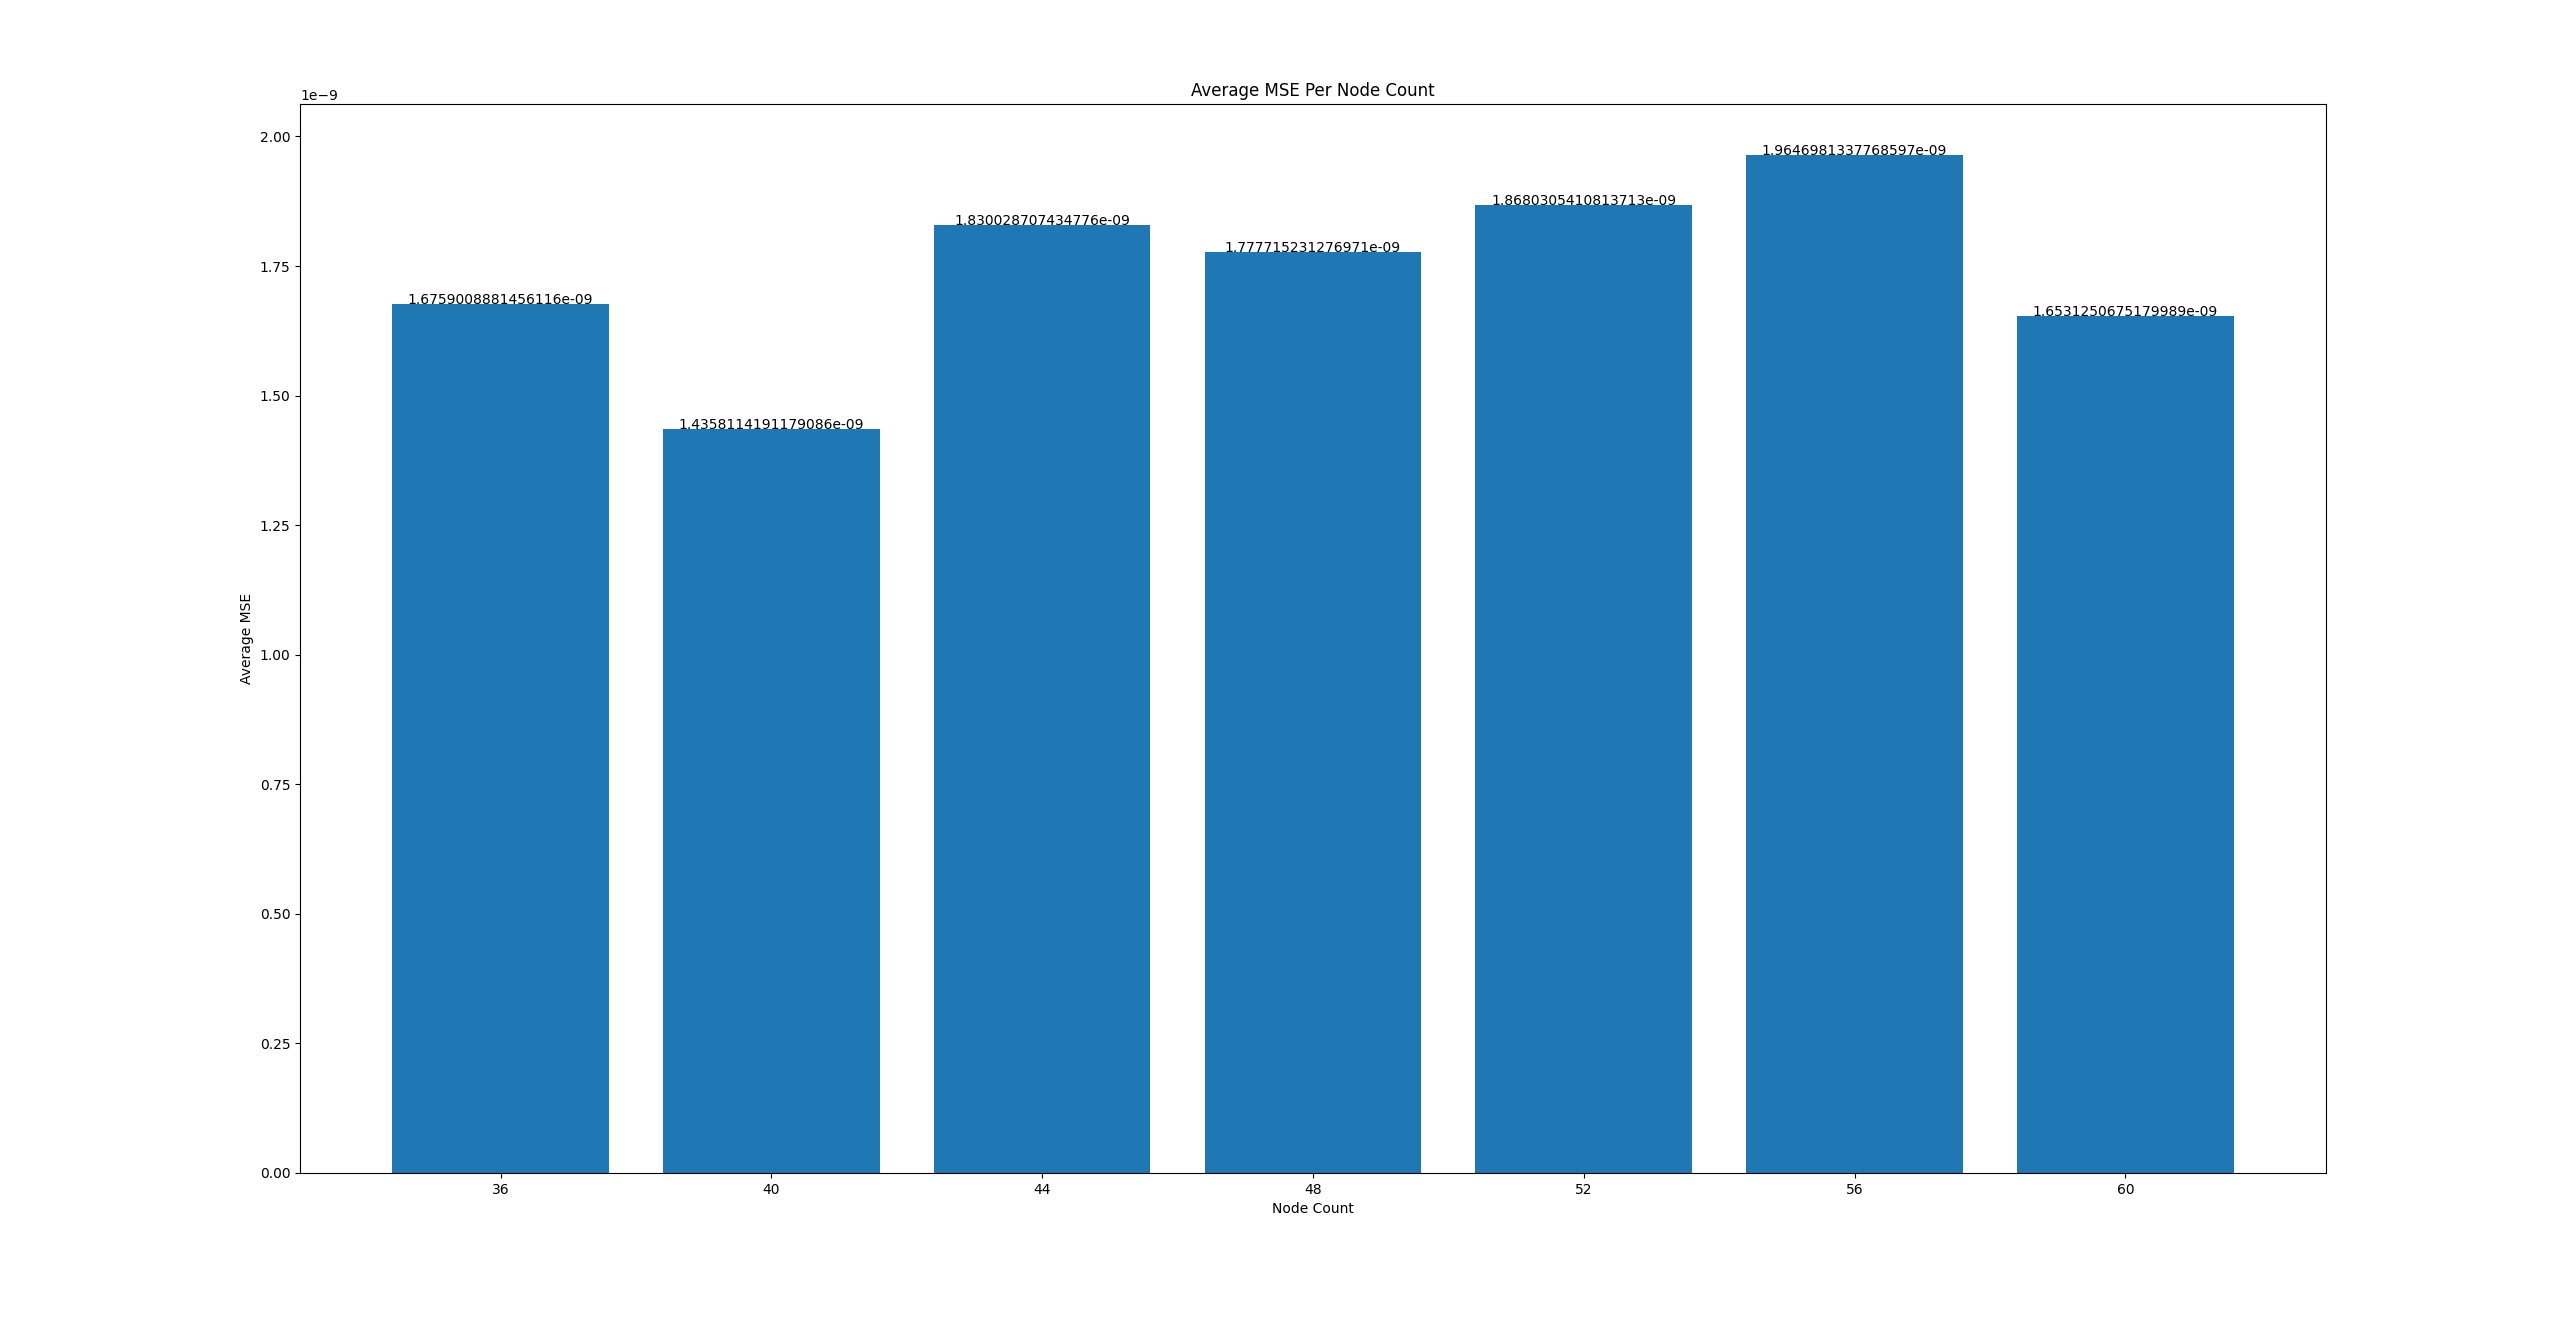 Average MSE Per Node Count
1e−9
2.00
1.75
1.50
1.25
1.00
0.75
0.50
0.25
0.00
Average MSE
1.6759008881456116e-09
1.4358114191179086e-09
1.830028707434776e-09
1.777715231276971e-09
1.8680305410813713e-09
1.9646981337768597e-09
1.6531250675179989e-09
36 40 44 48 52 56 60
Node Count